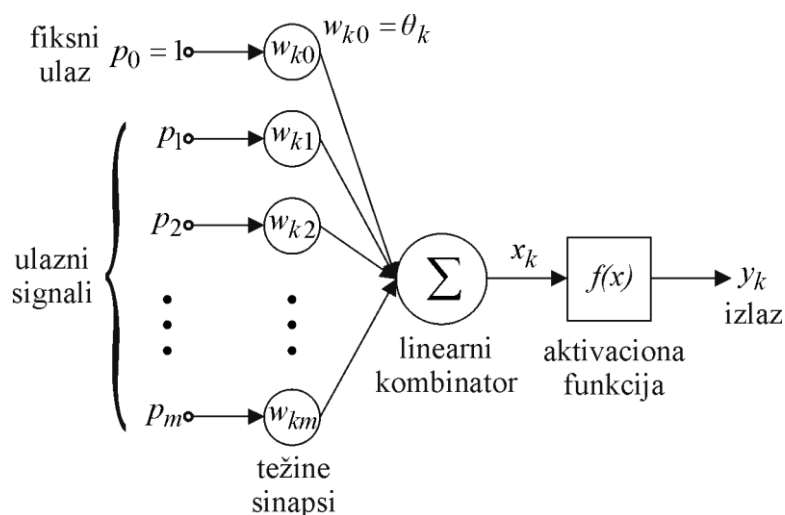 fiksni
ulaz
p0 = 1
wk0
wk0 = θk
p1
wk1
p2
wk2
ulazni
signali
pm
wkm
težine
sinapsi
Σ
linearni
kombinator
xk
f(x)
aktivaciona
funkcija
yk
izlaz